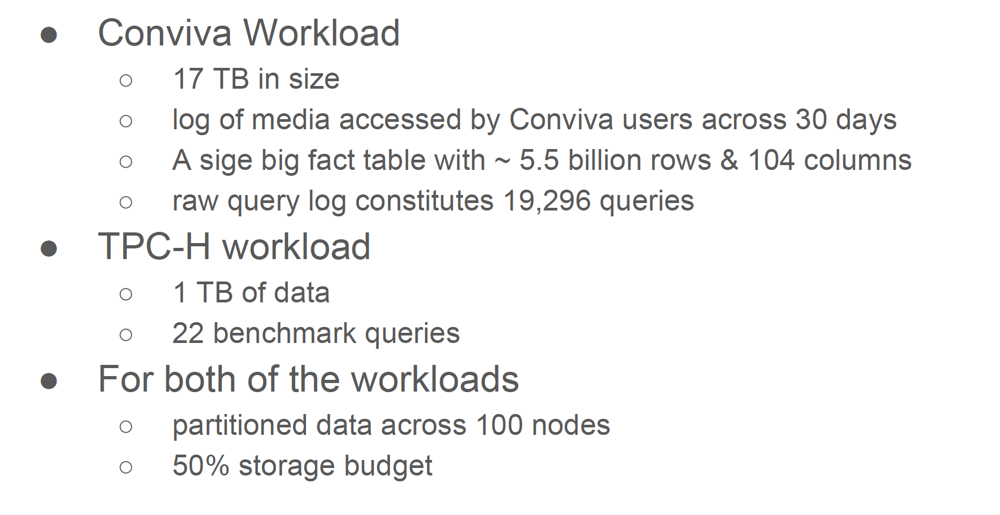 ● Conviva Workload
○ 17 TB in size
○ log of media accessed by Conviva users across 30 days
○ A sige big fact table with ~ 5.5 billion rows & 104 columns
○ raw query log constitutes 19,296 queries
● TPC-H workload
○ 1 TB of data
○ 22 benchmark queries
● For both of the workloads
○ partitioned data across 100 nodes
○ 50% storage budget